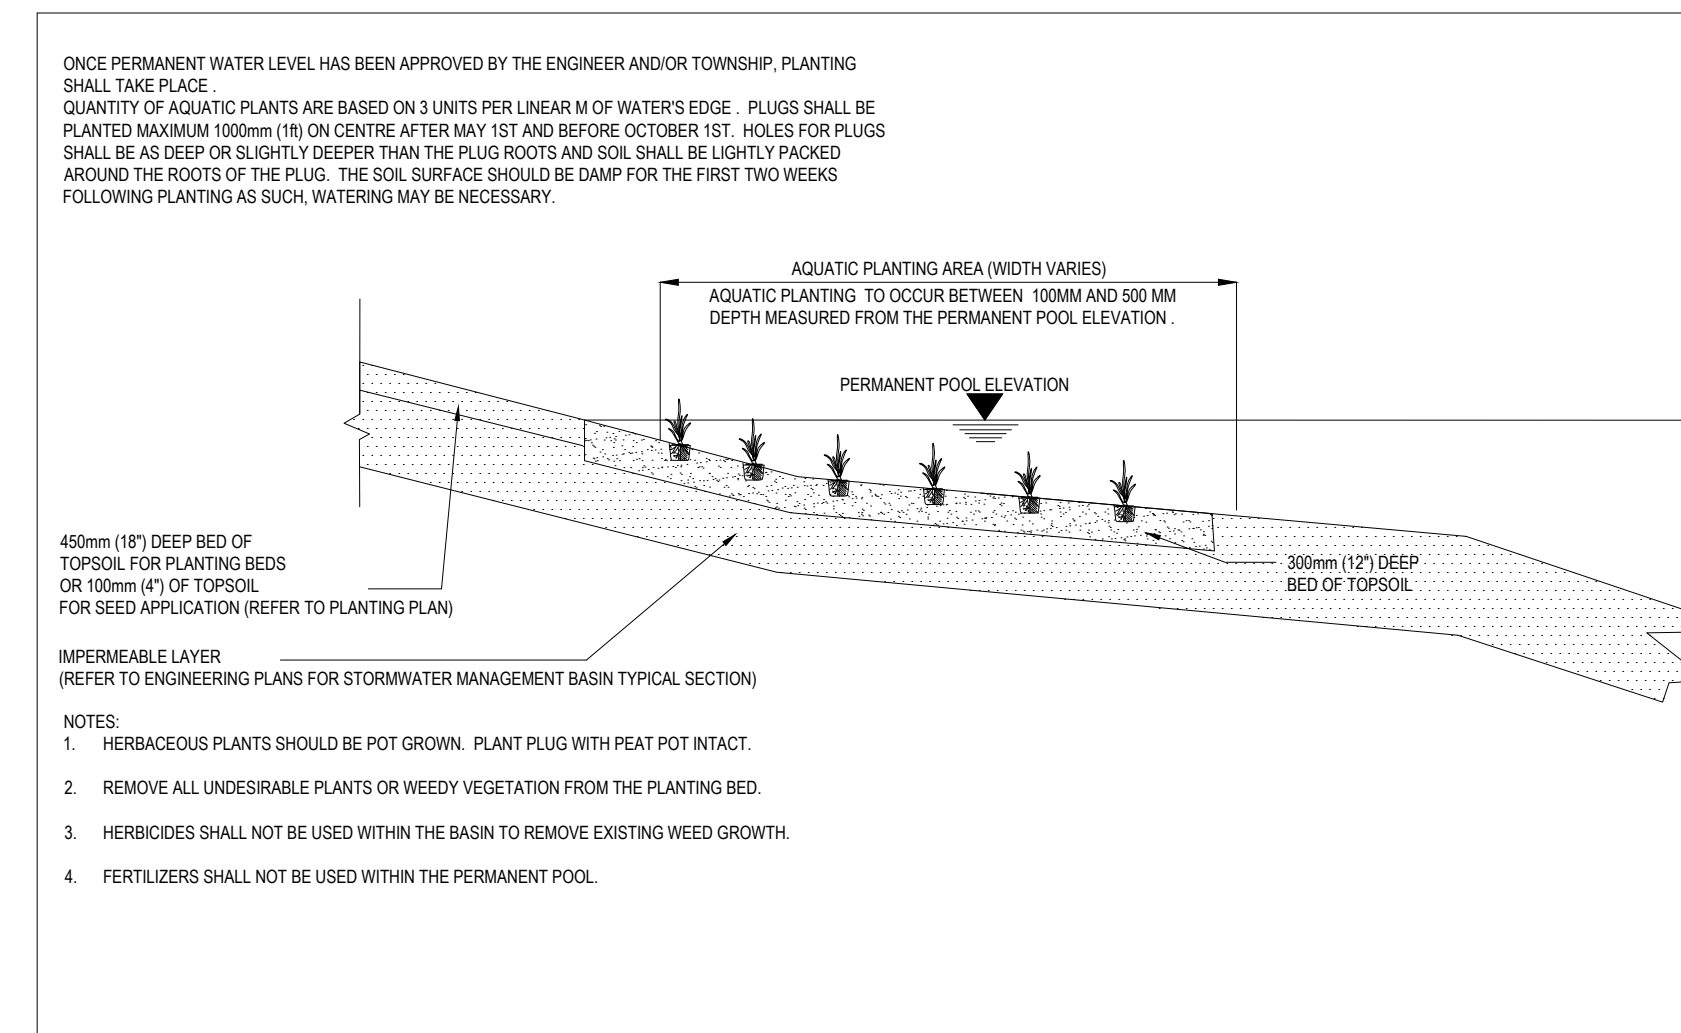 ONCE PERMANENT WATER LEVEL HAS BEEN APPROVED BY THE ENGINEER AND/OR TOWNSHIP, PLANTING
SHALL TAKE PLACE .
QUANTITY OF AQUATIC PLANTS ARE BASED ON 3 UNITS PER LINEAR M OF WATER'S EDGE . PLUGS SHALL BE
PLANTED MAXIMUM 1000mm (1ft) ON CENTRE AFTER MAY 1ST AND BEFORE OCTOBER 1ST. HOLES FOR PLUGS
SHALL BE AS DEEP OR SLIGHTLY DEEPER THAN THE PLUG ROOTS AND SOIL SHALL BE LIGHTLY PACKED
AROUND THE ROOTS OF THE PLUG. THE SOIL SURFACE SHOULD BE DAMP FOR THE FIRST TWO WEEKS
FOLLOWING PLANTING AS SUCH, WATERING MAY BE NECESSARY.
AQUATIC PLANTING AREA (WIDTH VARIES)
AQUATIC PLANTING TO OCCUR BETWEEN 100MM AND 500 MM
DEPTH MEASURED FROM THE PERMANENT POOL ELEVATION .
PERMANENT POOL ELEVATION
450mm (18") DEEP BED OF
TOPSOIL FOR PLANTING BEDS
OR 100mm (4") OF TOPSOIL
FOR SEED APPLICATION (REFER TO PLANTING PLAN)
300mm (12") DEEP
BED OF TOPSOIL
IMPERMEABLE LAYER
(REFER TO ENGINEERING PLANS FOR STORMWATER MANAGEMENT BASIN TYPICAL SECTION)
NOTES:
1. HERBACEOUS PLANTS SHOULD BE POT GROWN. PLANT PLUG WITH PEAT POT INTACT.
2. REMOVE ALL UNDESIRABLE PLANTS OR WEEDY VEGETATION FROM THE PLANTING BED.
3. HERBICIDES SHALL NOT BE USED WITHIN THE BASIN TO REMOVE EXISTING WEED GROWTH.
4. FERTILIZERS SHALL NOT BE USED WITHIN THE PERMANENT POOL.